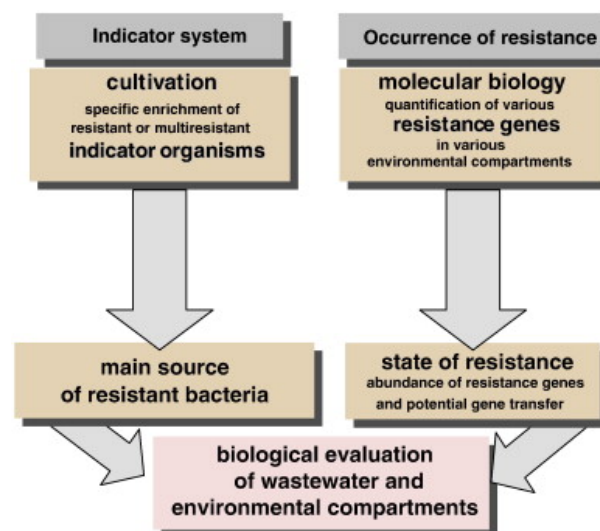 Indicator system
cultivation
specific enrichment of
resistant or multiresistant
indicator organisms
Occurrence of resistance
molecular biology
quantification of various
resistance genes
in various
environmental compartments
main source
of resistant bacteria
state of resistance
abundance of resistance genes
and potential gene transfer
biological evaluation
of wastewater and
environmental compartments